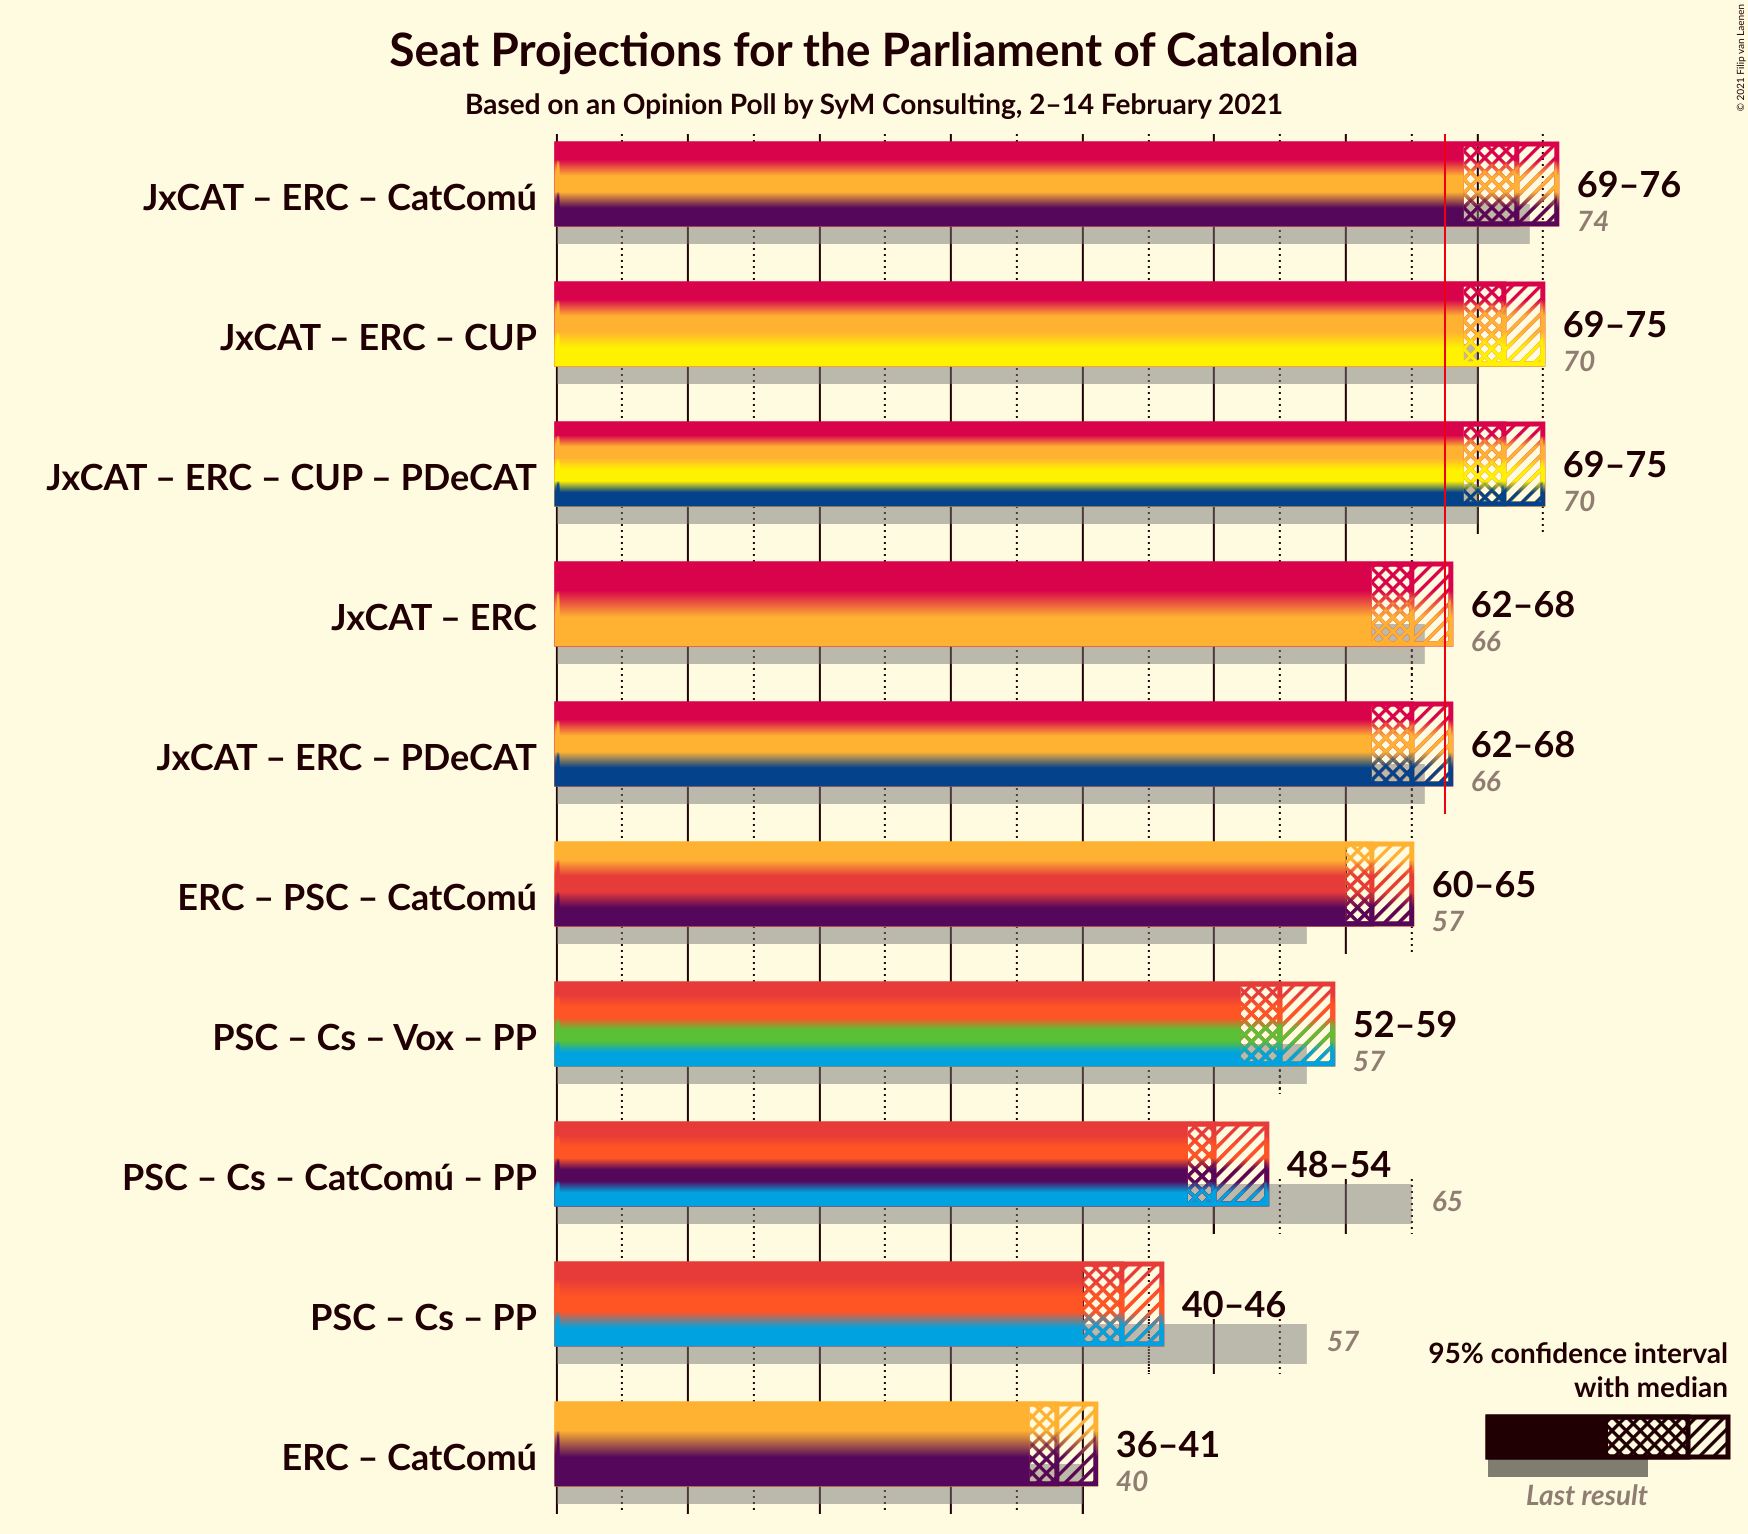 Seat Projections for the Parliament of Catalonia
Based on an Opinion Poll by SyM Consulting, 2–14 February 2021
© 2021 Filip van Laenen
JxCAT – ERC – CatComú
69–76
74
JxCAT – ERC – CUP
69–75
70
JxCAT – ERC – CUP – PDeCAT
69–75
70
JxCAT – ERC
62–68
66
JxCAT – ERC – PDeCAT
62–68
66
ERC – PSC – CatComú
60–65
57
PSC – Cs – Vox – PP
52–59
57
PSC – Cs – CatComú – PP
48–54
65
PSC – Cs – PP
40–46
57
ERC – CatComú
36–41
40
95% confidence interval
with median
Last result